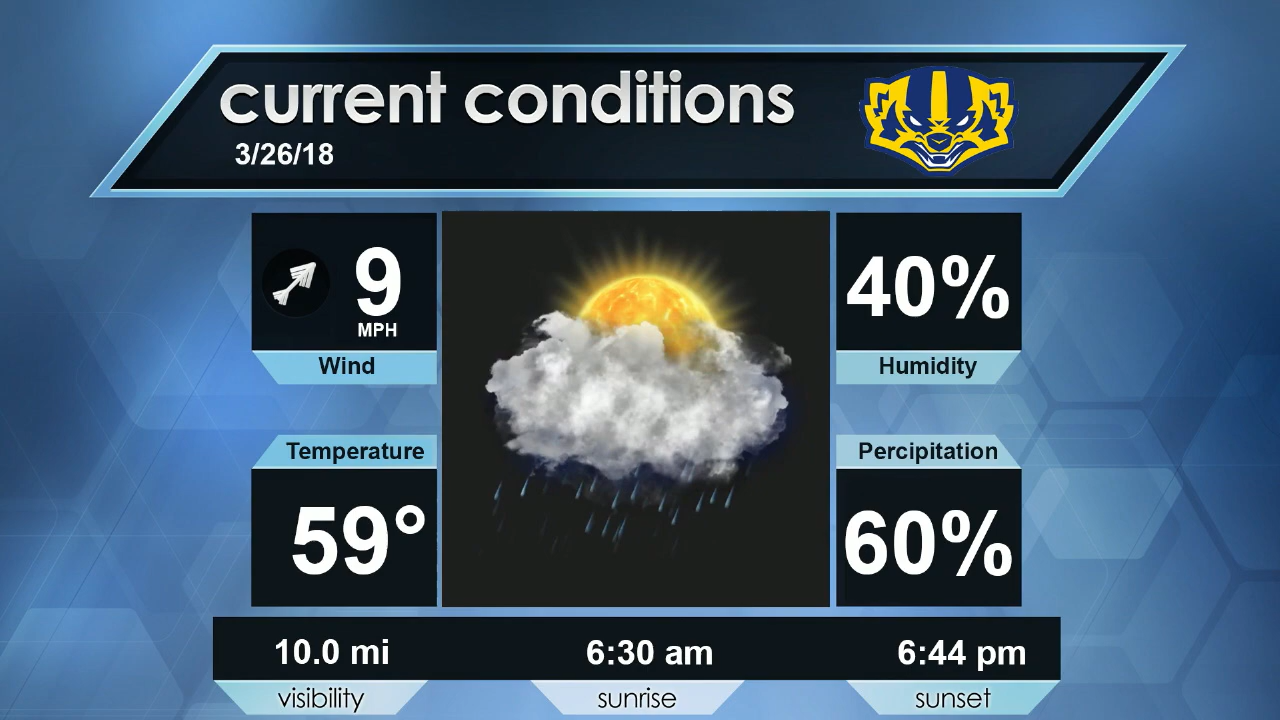 current conditions
3/26/18
9
MPH
Wind
40%
Humidity
Temperature
59°
Percipitation
60%
10.0 mi
6:30 am
6:44 pm
visibility
sunrise
sunset